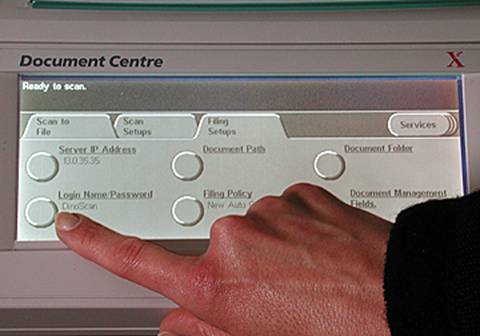 Document Centre X
Ready to scan.
Scan to File
Scan Setups
Filing Setups
Services
Server IP Address
13.0.35.35
Document Path
Document Folder
Login Name/Password
DinoScan
Filing Policy
New Auto
Document Management Fields.